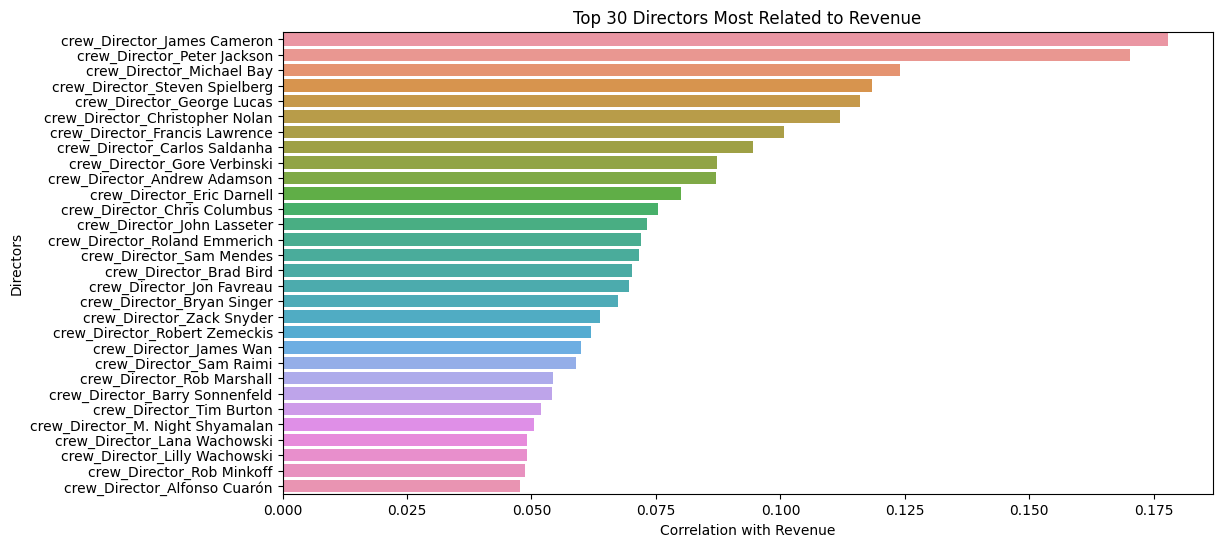 Top 30 Directors Most Related to Revenue
crew_Director_James Cameron
crew_Director_Peter Jackson
crew_Director_Michael Bay
crew_Director_Steven Spielberg
crew_Director_George Lucas
crew_Director_Christopher Nolan
crew_Director_Francis Lawrence
crew_Director_Carlos Saldanha
crew_Director_Gore Verbinski
crew_Director_Andrew Adamson
crew_Director_Eric Darnell
crew_Director_Chris Columbus
crew_Director_John Lasseter
crew_Director_Roland Emmerich
crew_Director_Sam Mendes
crew_Director_Brad Bird
crew_Director_Jon Favreau
crew_Director_Bryan Singer
crew_Director_Zack Snyder
crew_Director_Robert Zemeckis
crew_Director_James Wan
crew_Director_Sam Raimi
crew_Director_Rob Marshall
crew_Director_Barry Sonnenfeld
crew_Director_Tim Burton
crew_Director_M. Night Shyamalan
crew_Director_Lana Wachowski
crew_Director_Lilly Wachowski
crew_Director_Rob Minkoff
crew_Director_Alfonso Cuarón
Directors
0.000 0.025 0.050 0.075 0.100 0.125 0.150 0.175
Correlation with Revenue